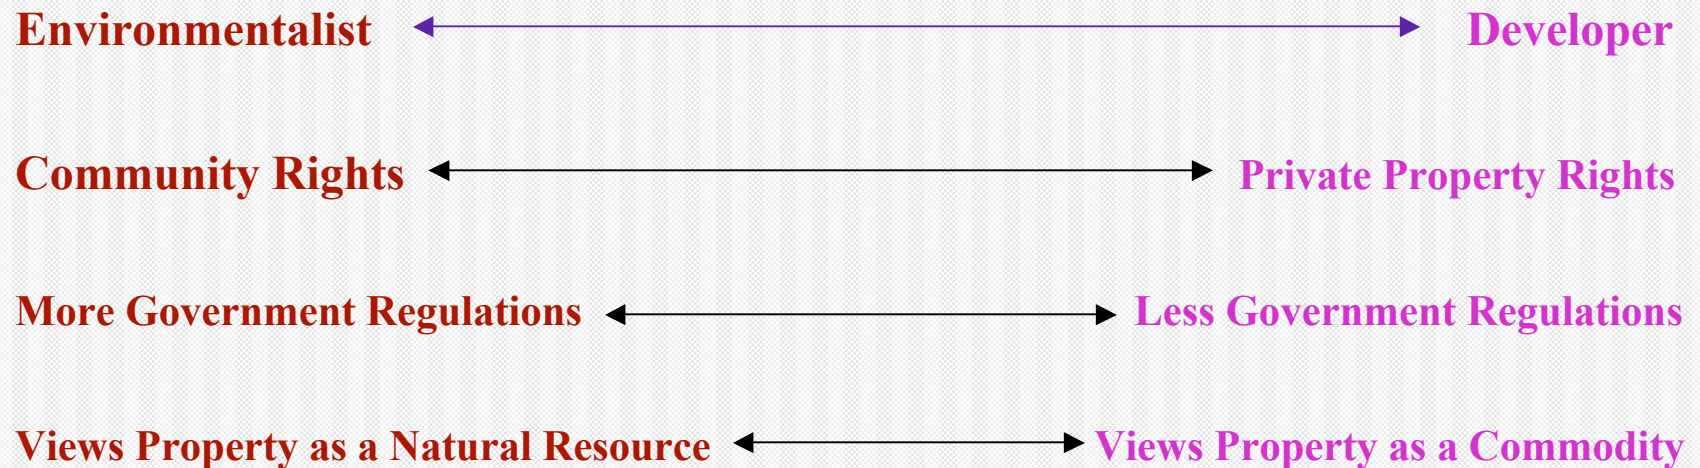 Environmentalist Developer
Community Rights Private Property Rights
More Government Regulations Less Government Regulations
Views Property as a Natural Resource Views Property as a Commodity